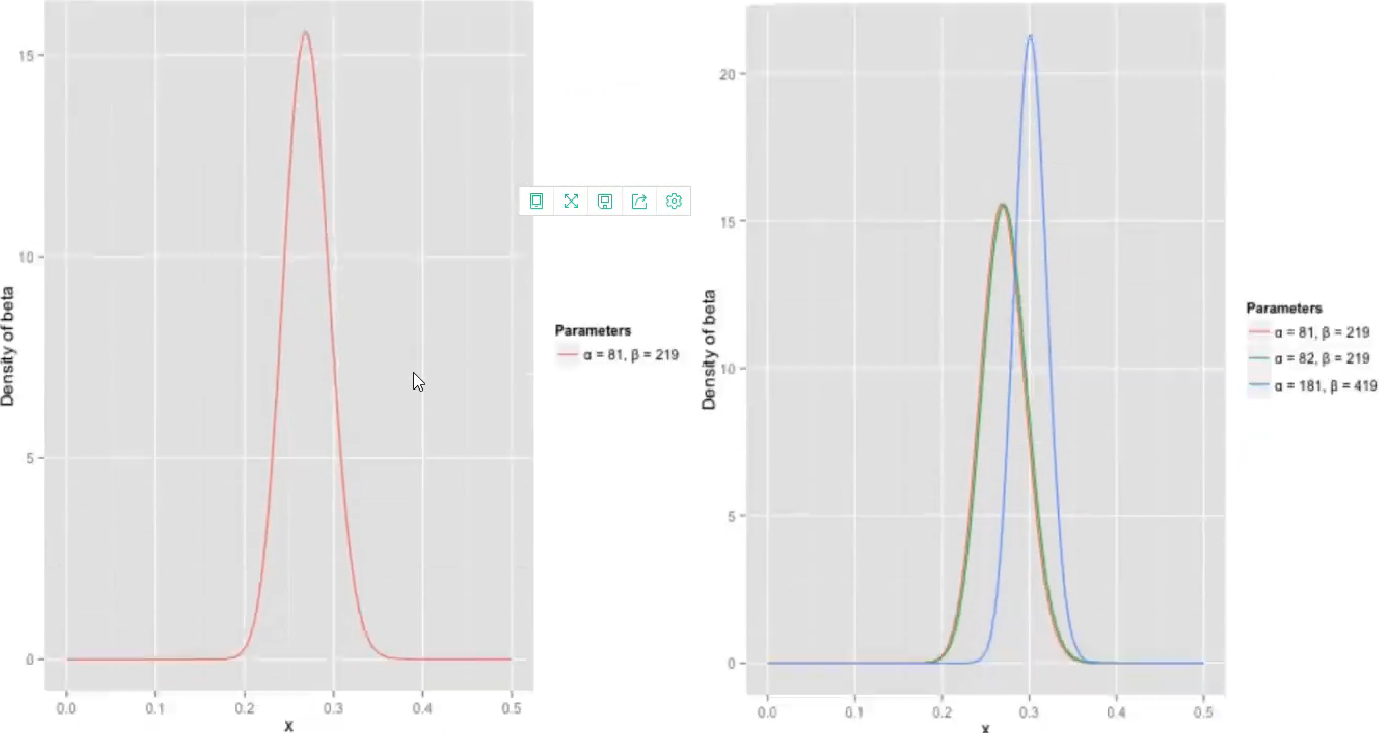 15
10
5
0
0.0 0.1 0.2 0.3 0.4 0.5
x
Density of beta
Parameters
α = 81, β = 219
20
15
10
5
0
0.0 0.1 0.2 0.3 0.4 0.5
x
Density of beta
Parameters
α = 81, β = 219
α = 82, β = 219
α = 181, β = 419